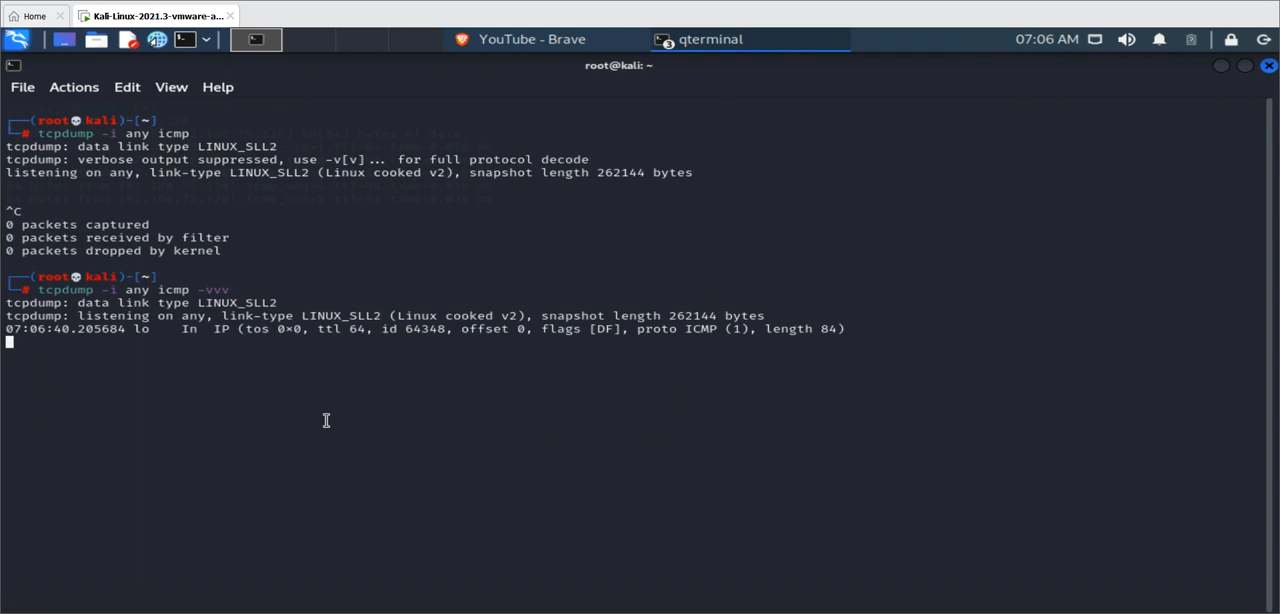 Home
Kali-Linux-2021.3-vmware-a...
YouTube - Brave
3 qterminal
07:06 AM
root@kali: ~
File Actions Edit View Help
┌──(root💀kali)-[~]
└─# tcpdump -i any icmp
tcpdump: data link type LINUX_SLL2
tcpdump: verbose output suppressed, use -v[v]... for full protocol decode
listening on any, link-type LINUX_SLL2 (Linux cooked v2), snapshot length 262144 bytes
^C
0 packets captured
0 packets received by filter
0 packets dropped by kernel
┌──(root💀kali)-[~]
└─# tcpdump -i any icmp -vvv
tcpdump: data link type LINUX_SLL2
tcpdump: listening on any, link-type LINUX_SLL2 (Linux cooked v2), snapshot length 262144 bytes
07:06:40.205684 lo    In  IP (tos 0×0, ttl 64, id 64348, offset 0, flags [DF], proto ICMP (1), length 84)